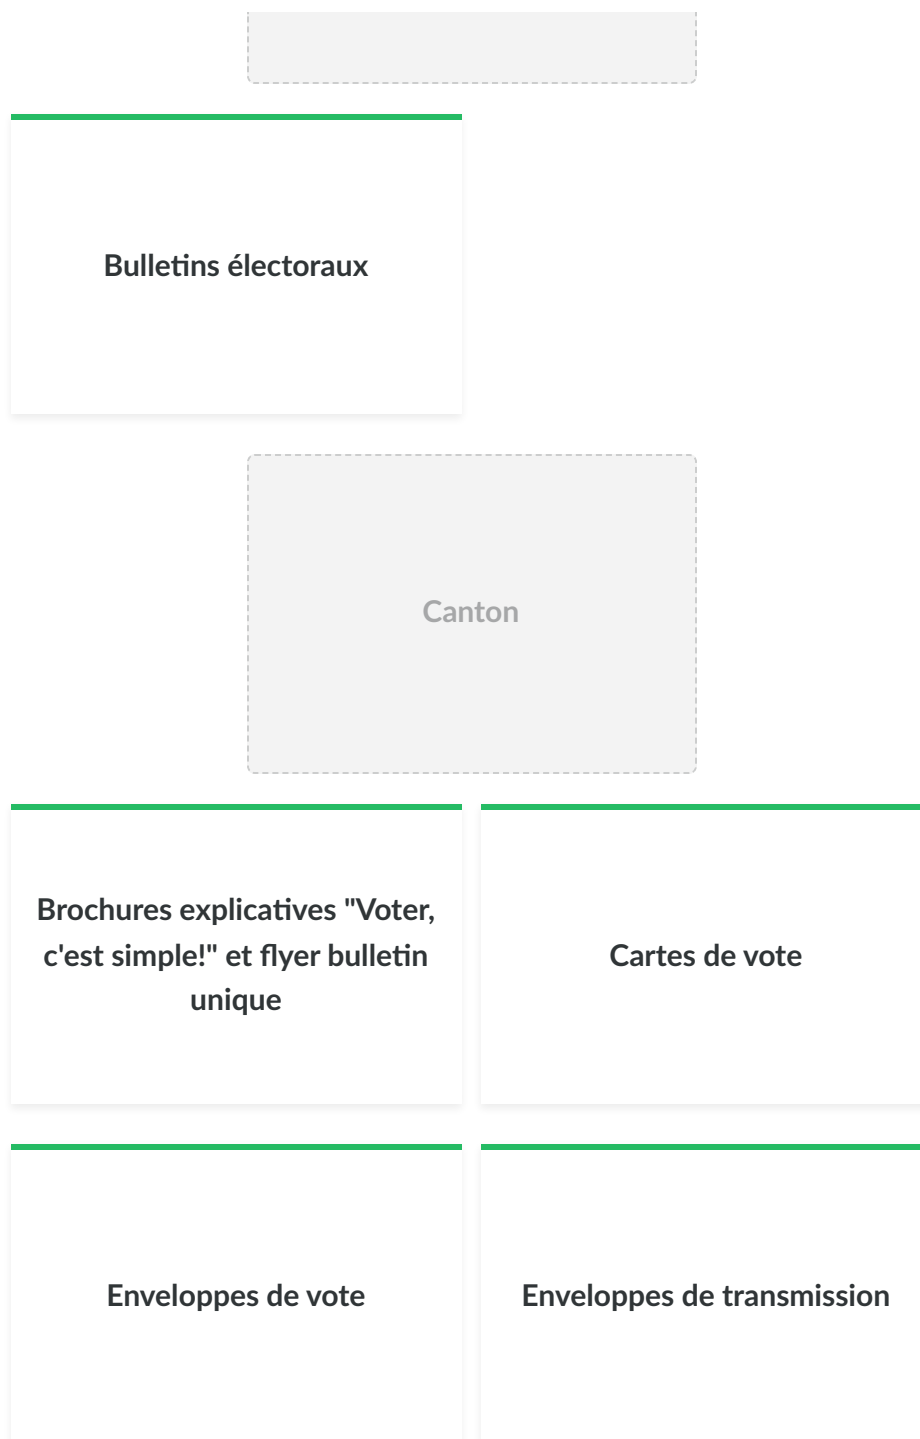 Bulletins électoraux
Canton
Brochures explicatives "Voter,
c'est simple!" et flyer bulletin
unique
Cartes de vote
Enveloppes de vote
Enveloppes de transmission